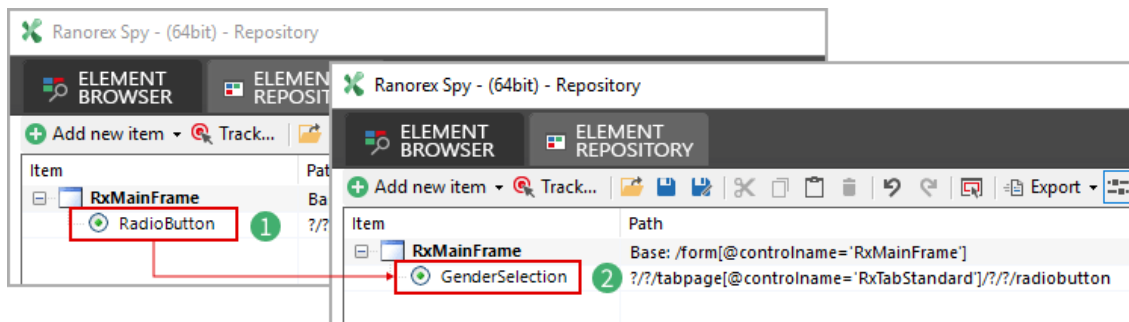 Ranorex Spy - (64bit) - Repository
ELEMENT BROWSER
ELEMEN REPOSIT
Add new item
Track...
Item
Pat
RxMainFrame
Ba
RadioButton
1
?/?
Ranorex Spy - (64bit) - Repository
ELEMENT BROWSER
ELEMENT REPOSITORY
Add new item
Track...
Export
Item
Path
RxMainFrame
Base: /form[@controlname='RxMainFrame']
GenderSelection
2
?/?/tabpage[@controlname='RxTabStandard']/?/?/radiobutton